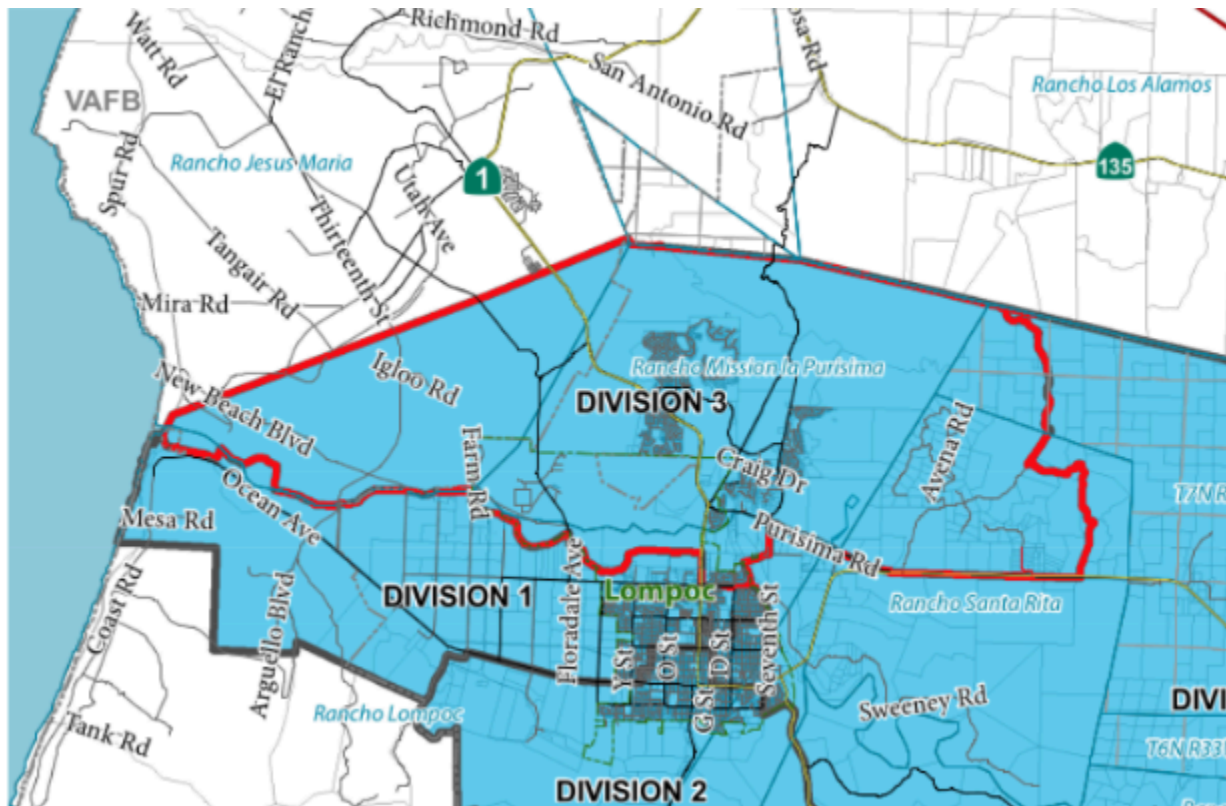 Richmond Rd
Watt Rd
El Ranch
San Antonio Rd
osa Rd
VAFB
Rancho Los Alamos
135
Rancho Jesus Maria
1
Spur Rd
Utah Ave
Thirteenth St
Tangair Rd
Mira Rd
New Beach Blvd
Igloo Rd
Rancho Mission la Purisima
DIVISION 3
Avena Rd
Farm Rd
Craig Dr
Ocean Ave
T7N R
Mesa Rd
Purisima Rd
Floradale Ave
DIVISION 1
Lompoc
Rancho Santa Rita
Coast Rd
Arguello Blvd
Y St
O St
D St
Seventh St
G St
Sweeney Rd
DIVI
Rancho Lompoc
Tank Rd
T6N R33
DIVISION 2